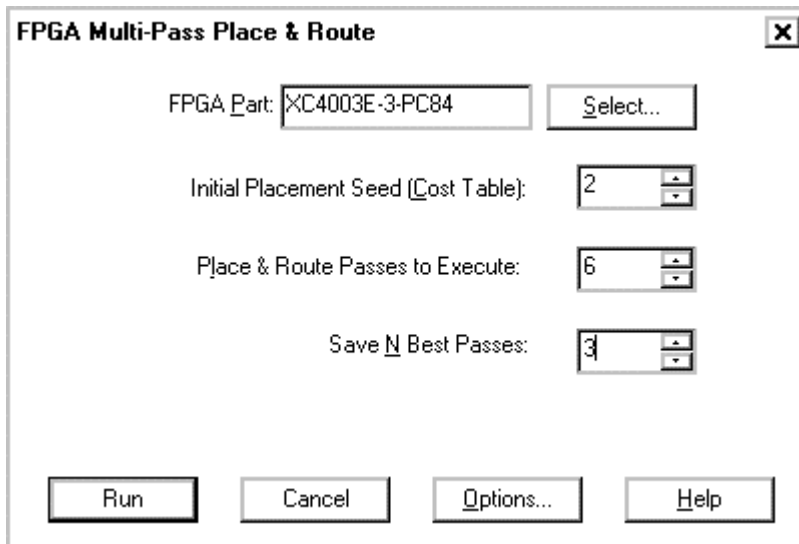 FPGA Multi-Pass Place & Route
FPGA Part: XC4003E-3-PC84 Select...
Initial Placement Seed (Cost Table): 2
Place & Route Passes to Execute: 6
Save N Best Passes: 3
Run Cancel Options... Help